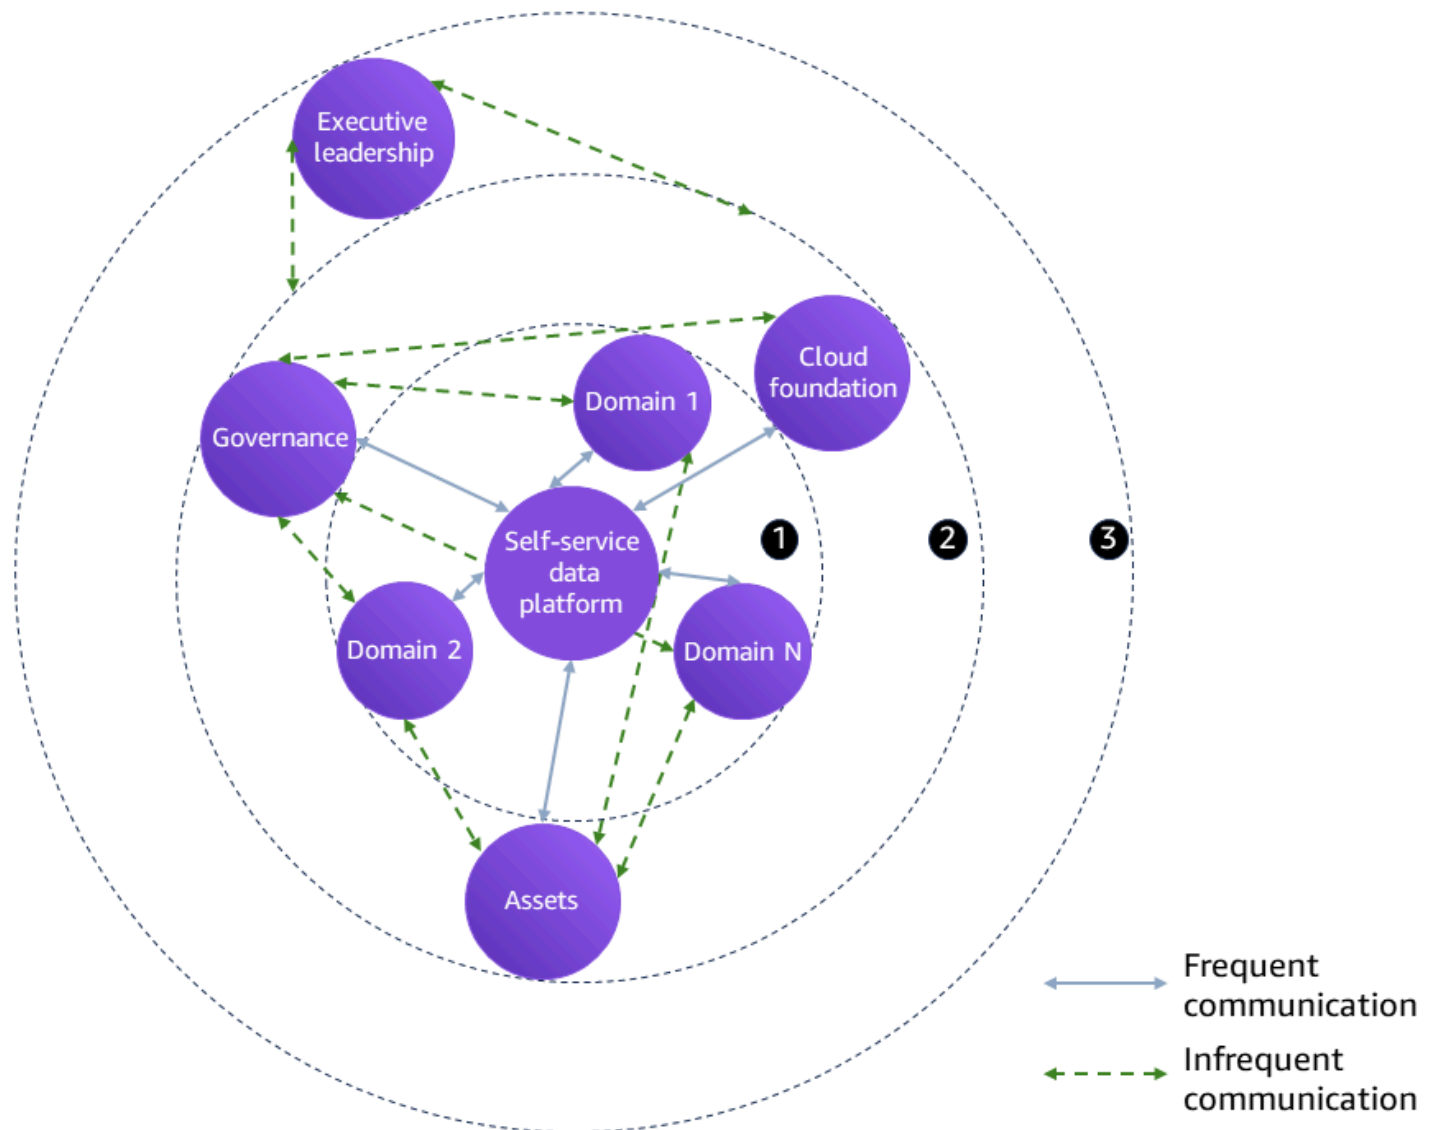 Executive
leadership
Cloud
foundation
Domain 1
Governance
Self-service
data
platform
1
2
3
Domain 2
Domain N
Assets
Frequent
communication
Infrequent
communication